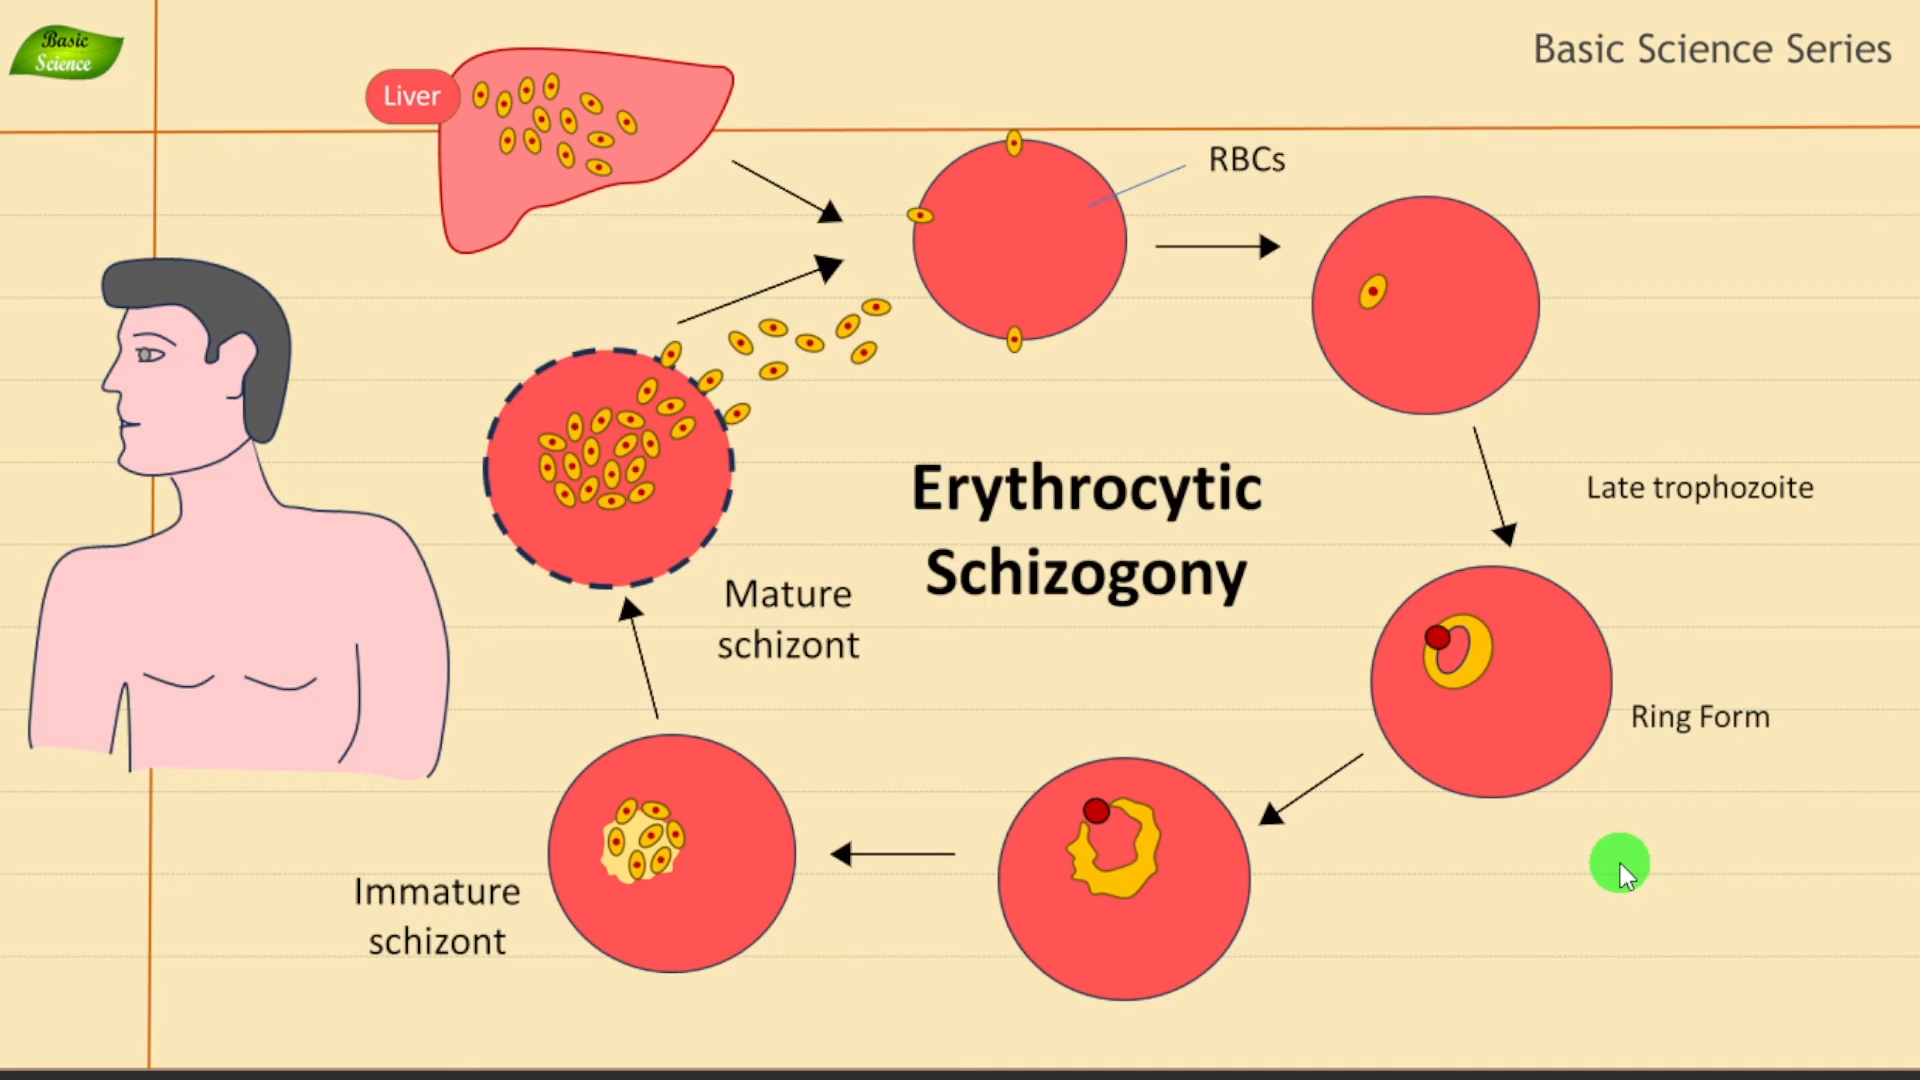 Basic
Science
Basic Science Series
Liver
RBCs
Late trophozoite
Erythrocytic
Schizogony
Mature
schizont
Ring Form
Immature
schizont